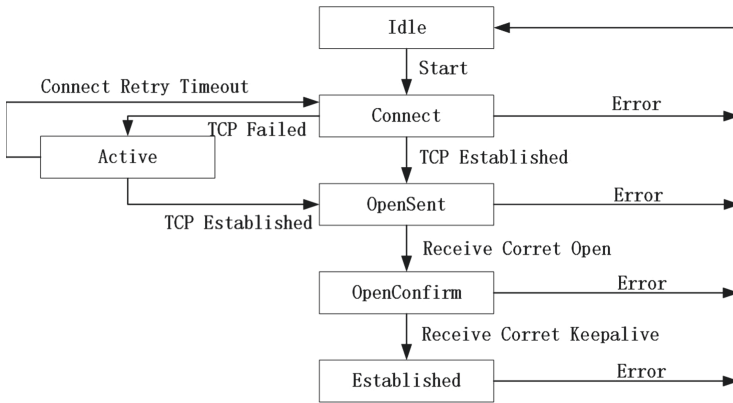 Idle
Start
Connect Retry Timeout
Connect
Error
TCP Failed
Active
TCP Established
OpenSent
Error
TCP Established
Receive Corret Open
OpenConfirm
Error
Receive Corret Keepalive
Established
Error